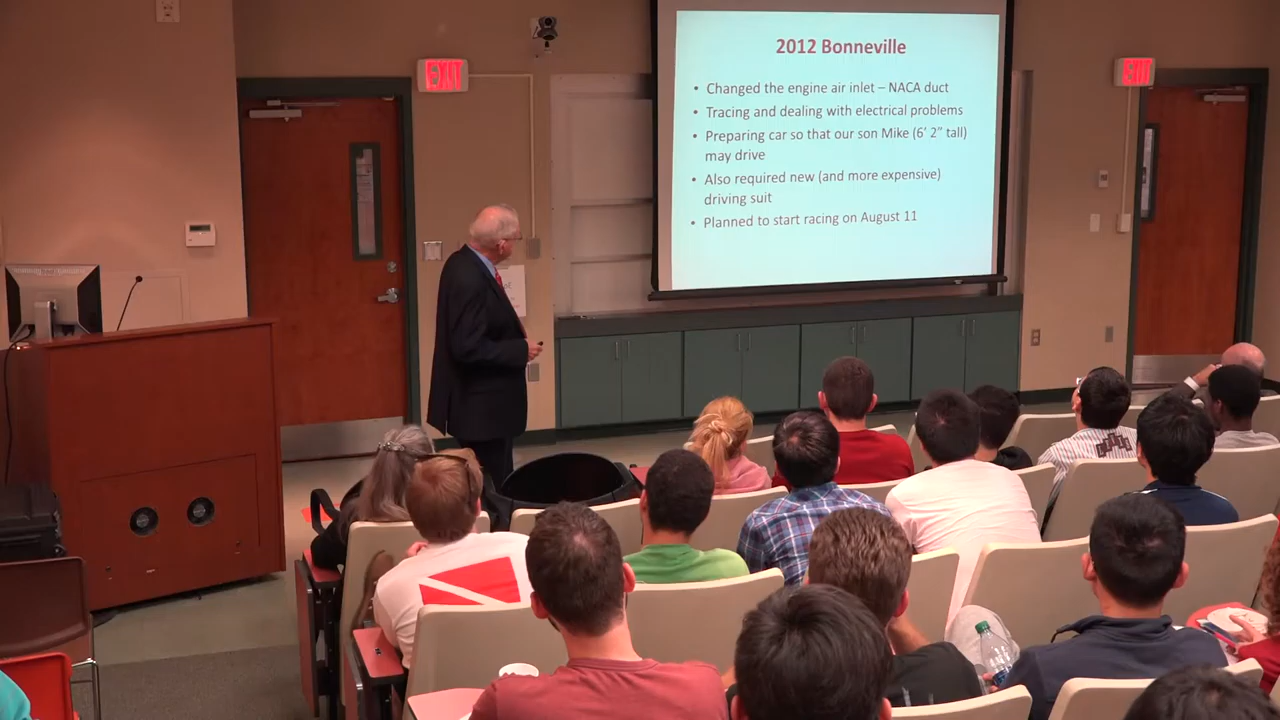 EXIT
2012 Bonneville
EXIT
• Changed the engine air inlet – NACA duct
• Tracing and dealing with electrical problems
• Preparing car so that our son Mike (6' 2" tall)
may drive
• Also required new (and more expensive)
driving suit
• Planned to start racing on August 11